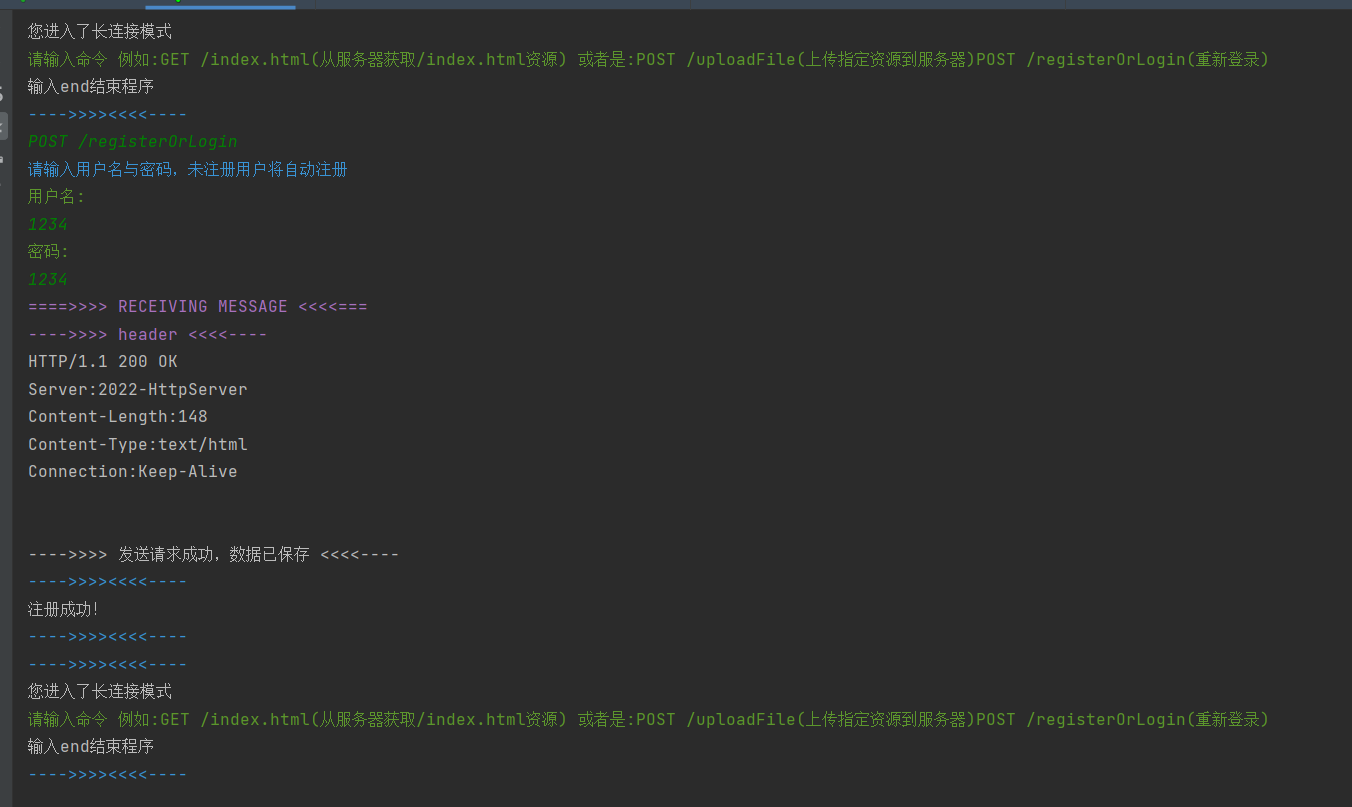 您进入了长连接模式
请输入命令 例如:GET /index.html(从服务器获取/index.html资源) 或者是:POST /uploadFile(上传指定资源到服务器)POST /registerOrLogin(重新登录)
输入end结束程序
---->>>><<<<----
POST /registerOrLogin
请输入用户名与密码，未注册用户将自动注册
用户名:
1234
密码:
1234
====>>>> RECEIVING MESSAGE <<<<===
---->>>> header <<<<----
HTTP/1.1 200 OK
Server:2022-HttpServer
Content-Length:148
Content-Type:text/html
Connection:Keep-Alive
---->>>> 发送请求成功，数据已保存 <<<<----
---->>>><<<<----
注册成功！
---->>>><<<<----
---->>>><<<<----
您进入了长连接模式
请输入命令 例如:GET /index.html(从服务器获取/index.html资源) 或者是:POST /uploadFile(上传指定资源到服务器)POST /registerOrLogin(重新登录)
输入end结束程序
---->>>><<<<----